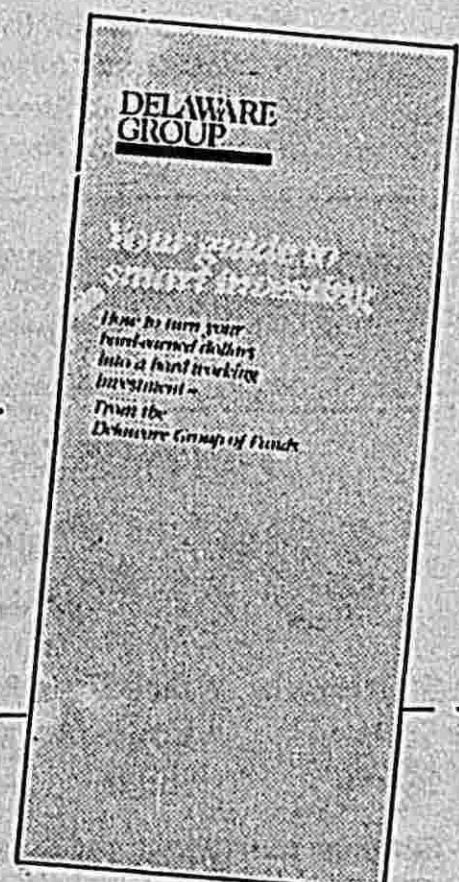 DELAWARE
GROUP
Your guide to
smart investing
How to turn your
hard-earned dollars
into a hard working
investment –
From the
Delaware Group of Funds